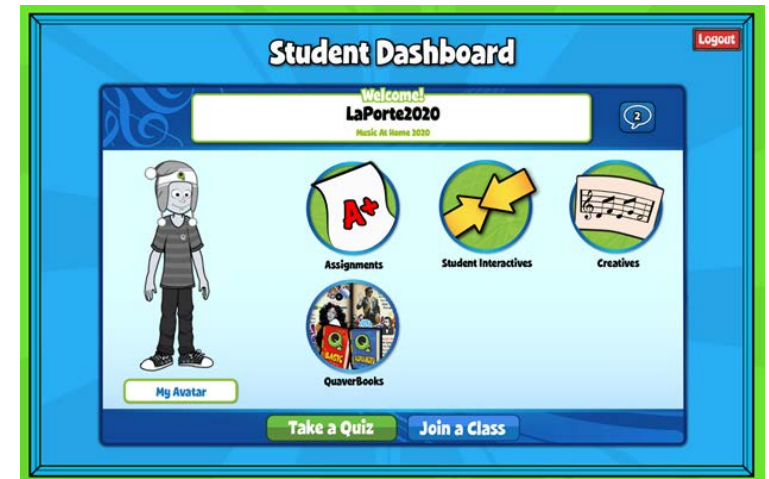 Student Dashboard
Logout
Welcome!
LaPorte2020
Music At Home 2020
2
A+
Assignments
Student Interactives
Creatives
Q
Q
BASIC
QuaverBooks
My Avatar
Take a Quiz
Join a Class